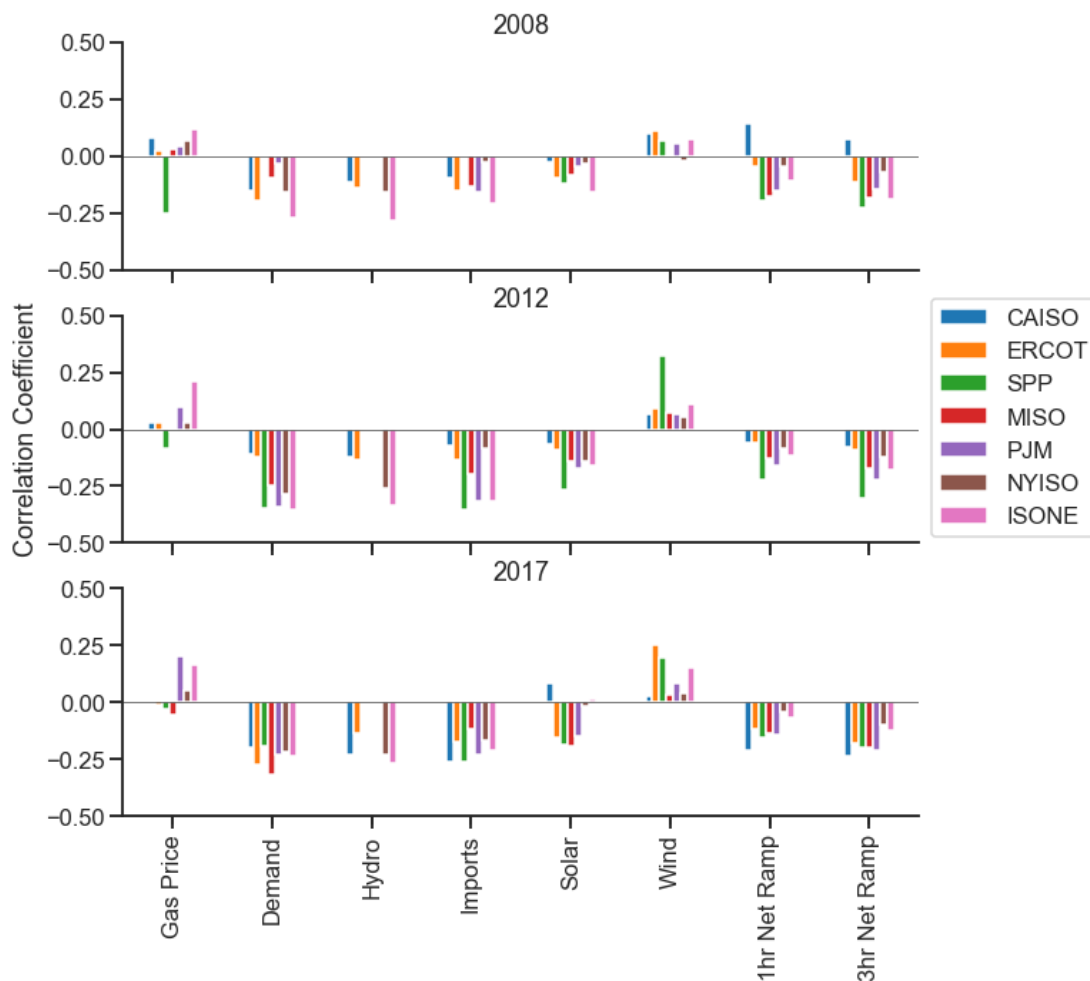 2008
0.50
0.25
0.00
−0.25
−0.50
2012
0.50
0.25
0.00
−0.25
−0.50
Correlation Coefficient
CAISO
ERCOT
SPP
MISO
PJM
NYISO
ISONE
2017
0.50
0.25
0.00
−0.25
−0.50
Gas Price
Demand
Hydro
Imports
Solar
Wind
1hr Net Ramp
3hr Net Ramp